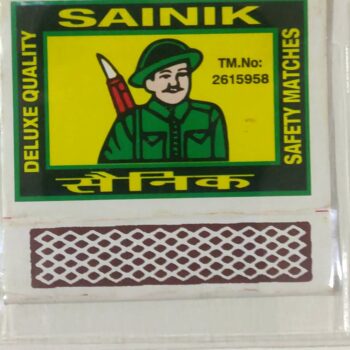 SAINIK
DELUXE QUALITY
TM.No:
2615958
SAFETY MATCHES
सैनिक